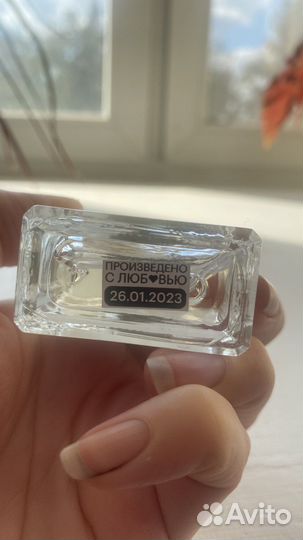 ПРОИЗВЕДЕНО
С ЛЮБ♥ВЬЮ
26.01.2023
Avito